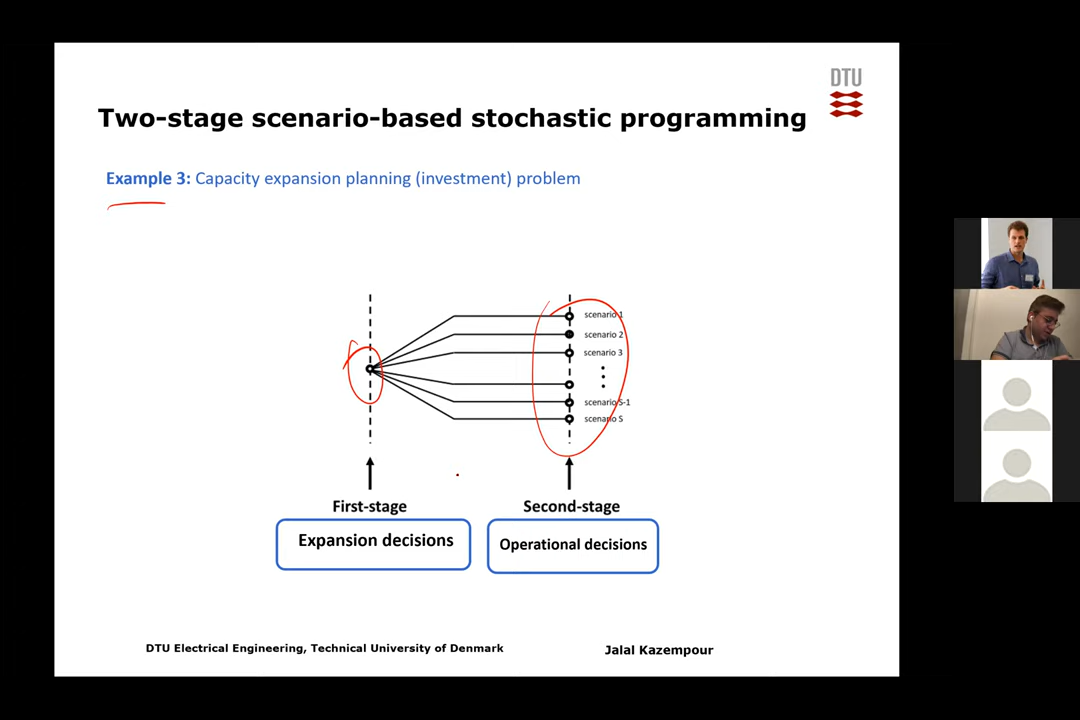 DTU
Two-stage scenario-based stochastic programming
Example 3: Capacity expansion planning (investment) problem
scenario 1
scenario 2
scenario 3
scenario S-1
scenario S
First-stage
Second-stage
Expansion decisions
Operational decisions
DTU Electrical Engineering, Technical University of Denmark
Jalal Kazempour